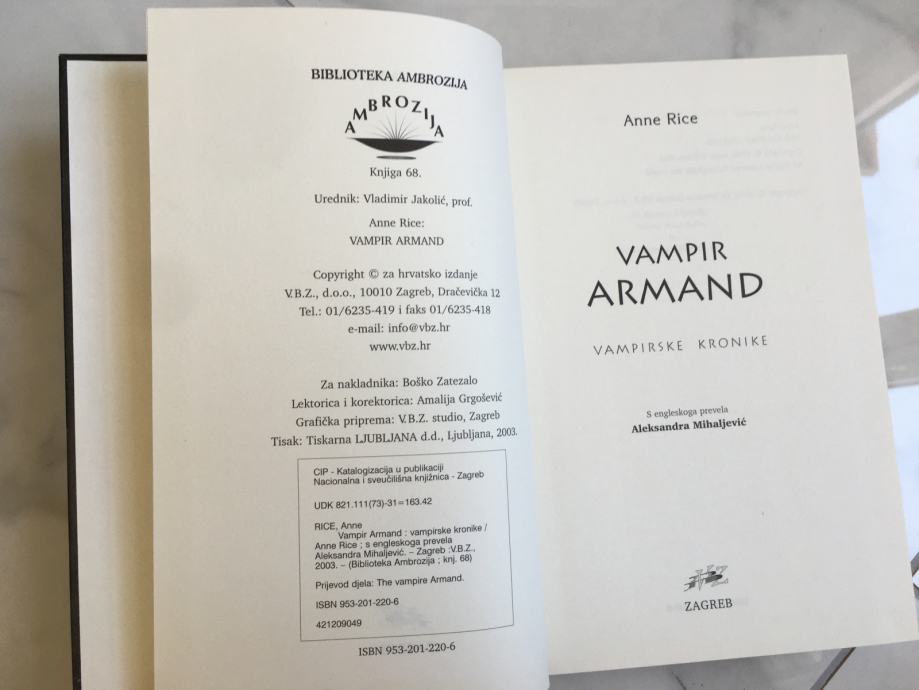 BIBLIOTEKA AMBROZIJA
AMBROZIJA
Knjiga 68.
Urednik: Vladimir Jakolić, prof.
Anne Rice:
VAMPIR ARMAND
Copyright © za hrvatsko izdanje
V.B.Z., d.o.o., 10010 Zagreb, Dračevička 12
Tel.: 01/6235-419 i faks 01/6235-418
e-mail: info@vbz.hr
www.vbz.hr
Za nakladnika: Boško Zatezalo
Lektorica i korektorica: Amalija Grgošević
Grafička priprema: V.B.Z. studio, Zagreb
Tisak: Tiskarna LJUBLJANA d.d., Ljubljana, 2003.
CIP - Katalogizacija u publikaciji
Nacionalna i sveučilišna knjižnica - Zagreb
UDK 821.111(73)-31=163.42
RICE, Anne
Vampir Armand : vampirske kronike /
Anne Rice ; s engleskoga prevela
Aleksandra Mihaljević. – Zagreb :V.B.Z.,
2003. – (Biblioteka Ambrozija ; knj. 68)
Prijevod djela: The vampire Armand.
ISBN 953-201-220-6
421209049
ISBN 953-201-220-6
Anne Rice
VAMPIR
ARMAND
VAMPIRSKE KRONIKE
S engleskoga prevela
Aleksandra Mihaljević
VBZ
ZAGREB